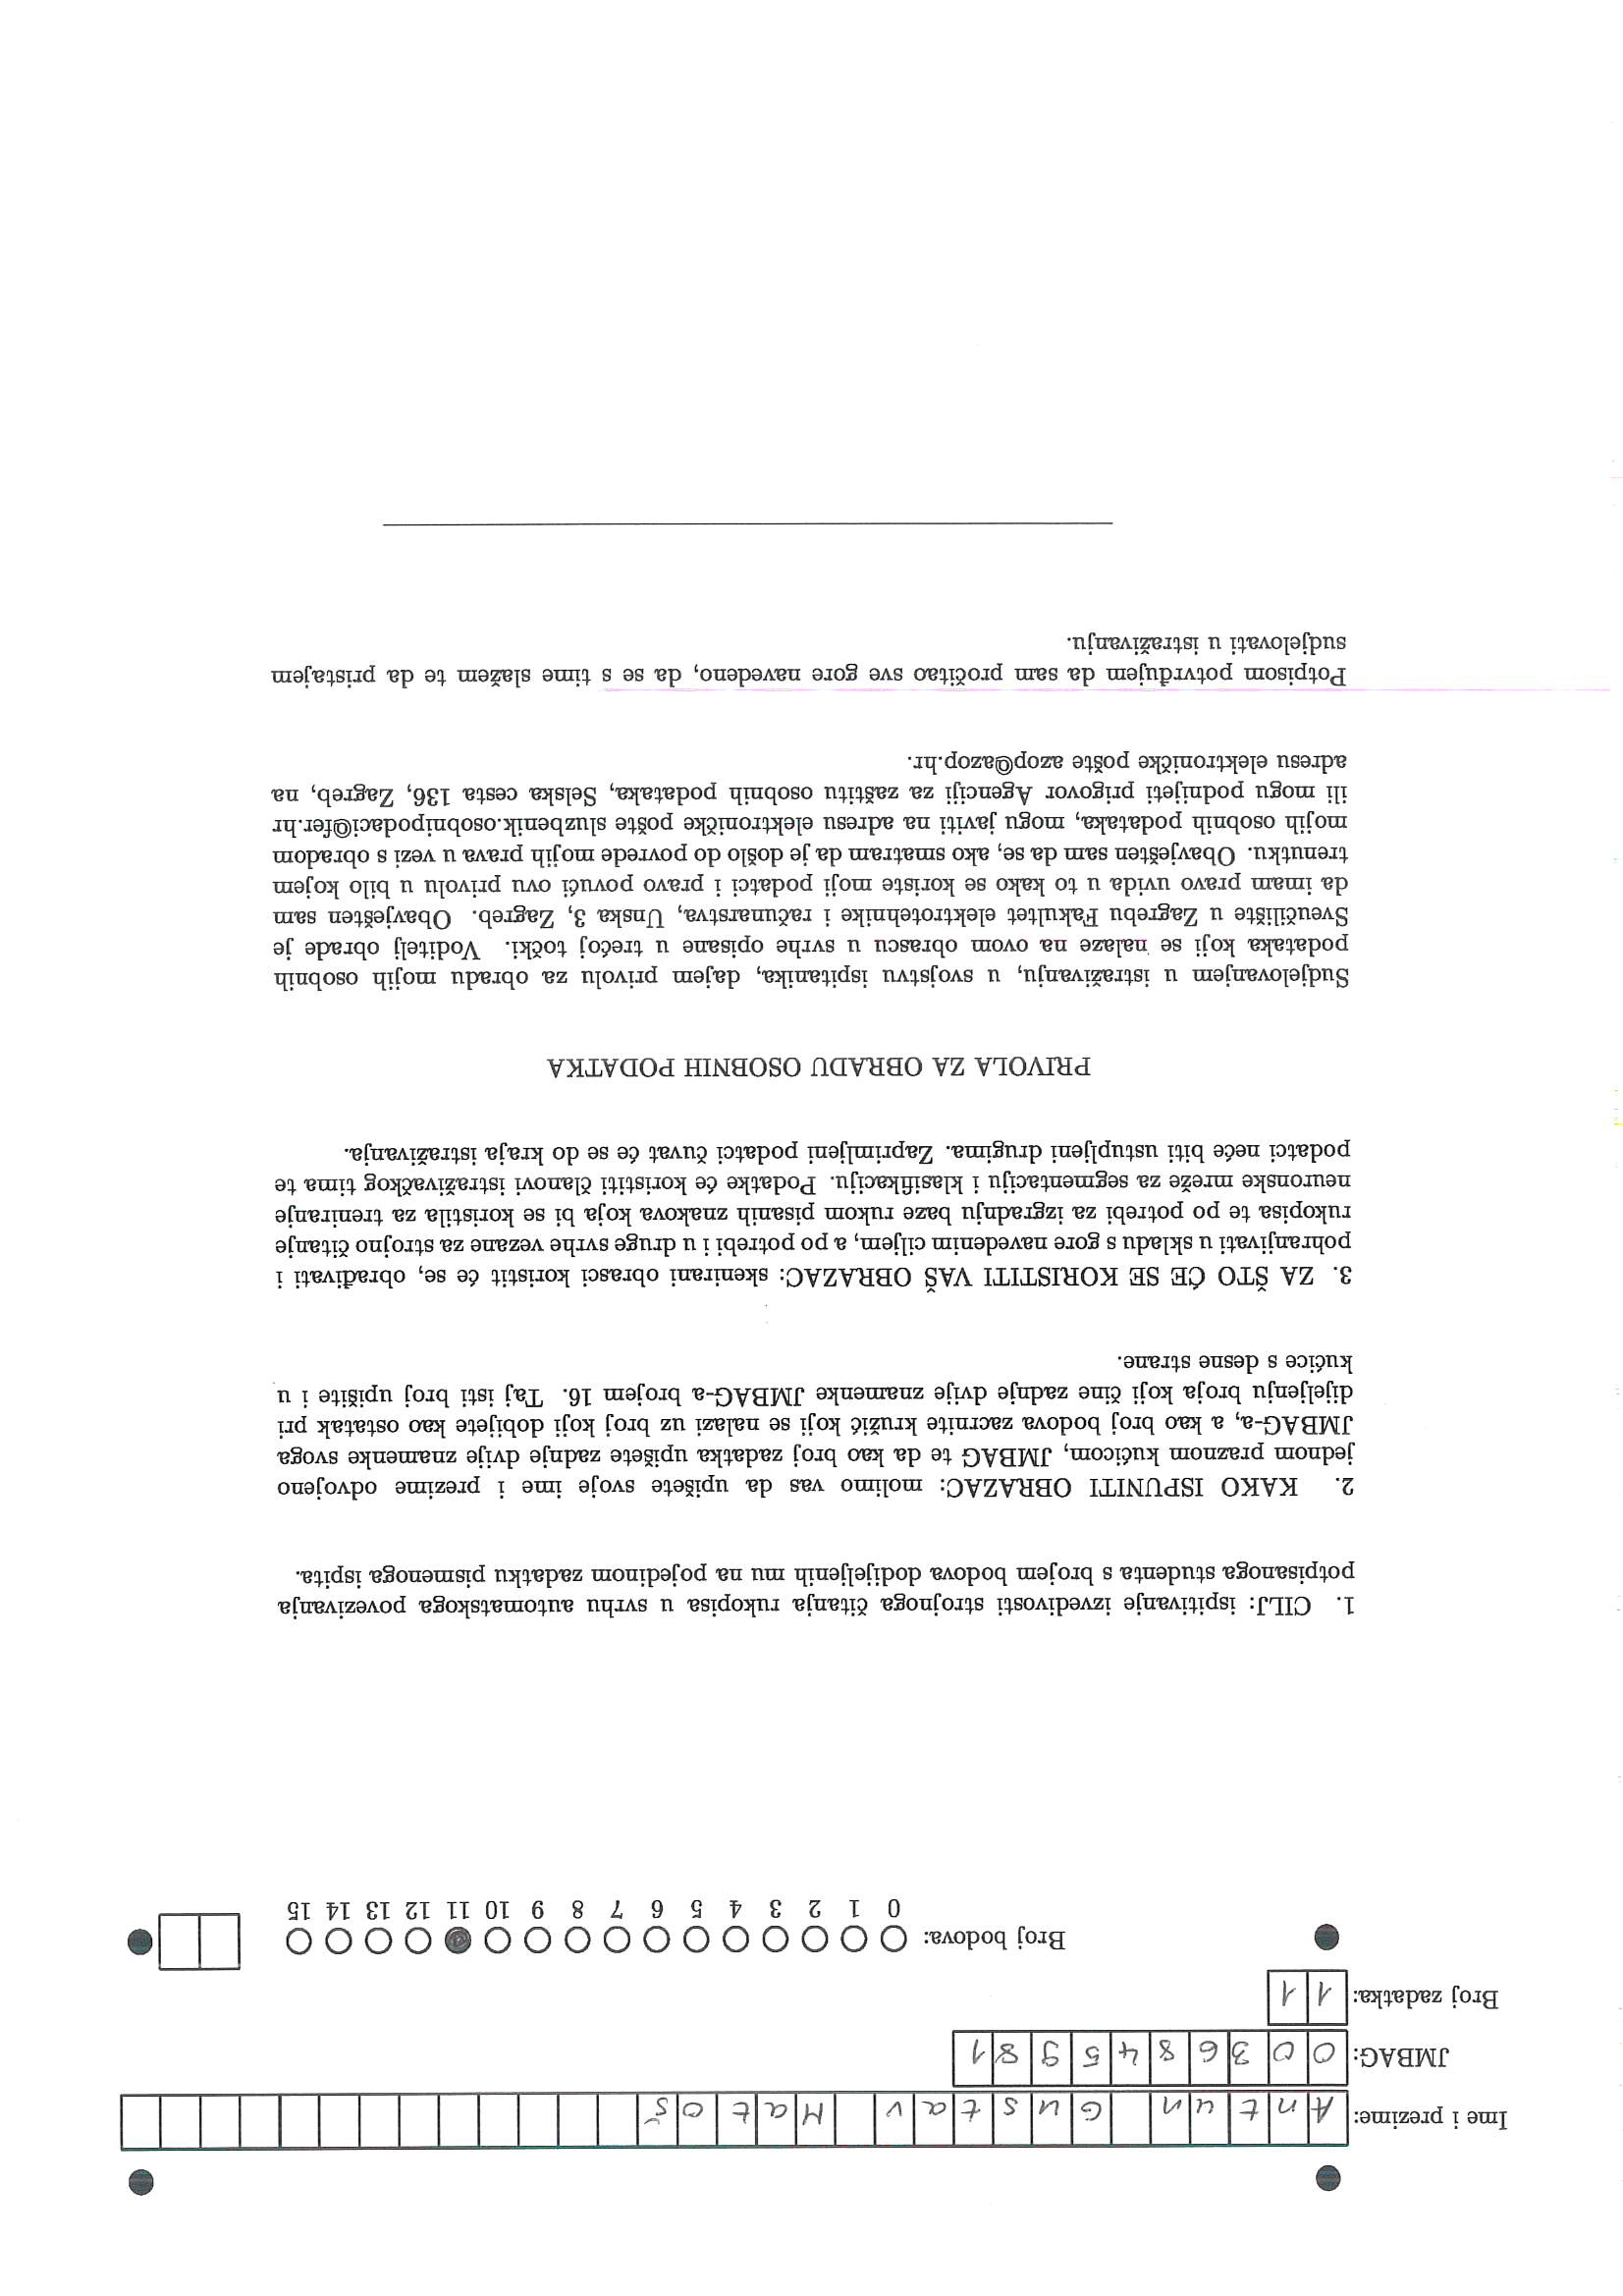 Ime i prezime: Antun Gustav Matoš
JMBAG: 0036845981
Broj zadatka: 11
Broj bodova:
0 1 2 3 4 5 6 7 8 9 10 11 12 13 14 15
1. CILJ: ispitivanje izvedivosti strojnoga čitanja rukopisa u svrhu automatskoga povezivanja
potpisanoga studenta s brojem bodova dodijeljenih mu na pojedinom zadatku pismenoga ispita.
2. KAKO ISPUNITI OBRAZAC: molimo vas da upišete svoje ime i prezime odvojeno
jednom praznom kućicom, JMBAG te da kao broj zadatka upišete zadnje dvije znamenke svoga
JMBAG-a, a kao broj bodova zacrnite kružić koji se nalazi uz broj koji dobijete kao ostatak pri
dijeljenju broja koji čine zadnje dvije znamenke JMBAG-a brojem 16. Taj isti broj upišite i u
kućice s desne strane.
3. ZA ŠTO ĆE SE KORISTITI VAŠ OBRAZAC: skenirani obrasci koristit će se, obrađivati i
pohranjivati u skladu s gore navedenim ciljem, a po potrebi i u druge svrhe vezane za strojno čitanje
rukopisa te po potrebi za izgradnju baze rukom pisanih znakova koja bi se koristila za treniranje
neuronske mreže za segmentaciju i klasifikaciju. Podatke će koristiti članovi istraživačkog tima te
podatci neće biti ustupljeni drugima. Zaprimljeni podatci čuvat će se do kraja istraživanja.
PRIVOLA ZA OBRADU OSOBNIH PODATKA
Sudjelovanjem u istraživanju, u svojstvu ispitanika, dajem privolu za obradu mojih osobnih
podataka koji se nalaze na ovom obrascu u svrhe opisane u trećoj točki. Voditelj obrade je
Sveučilište u Zagrebu Fakultet elektrotehnike i računarstva, Unska 3, Zagreb. Obavješten sam
da imam pravo uvida u to kako se koriste moji podatci i pravo povući ovu privolu u bilo kojem
trenutku. Obavješten sam da se, ako smatram da je došlo do povrede mojih prava u vezi s obradom
mojih osobnih podataka, mogu javiti na adresu elektroničke pošte sluzbenik.osobnipodaci@fer.hr
ili mogu podnijeti prigovor Agenciji za zaštitu osobnih podataka, Selska cesta 136, Zagreb, na
adresu elektroničke pošte azop@azop.hr.
Potpisom potvrđujem da sam pročitao sve gore navedeno, da se s time slažem te da pristajem
sudjelovati u istraživanju.